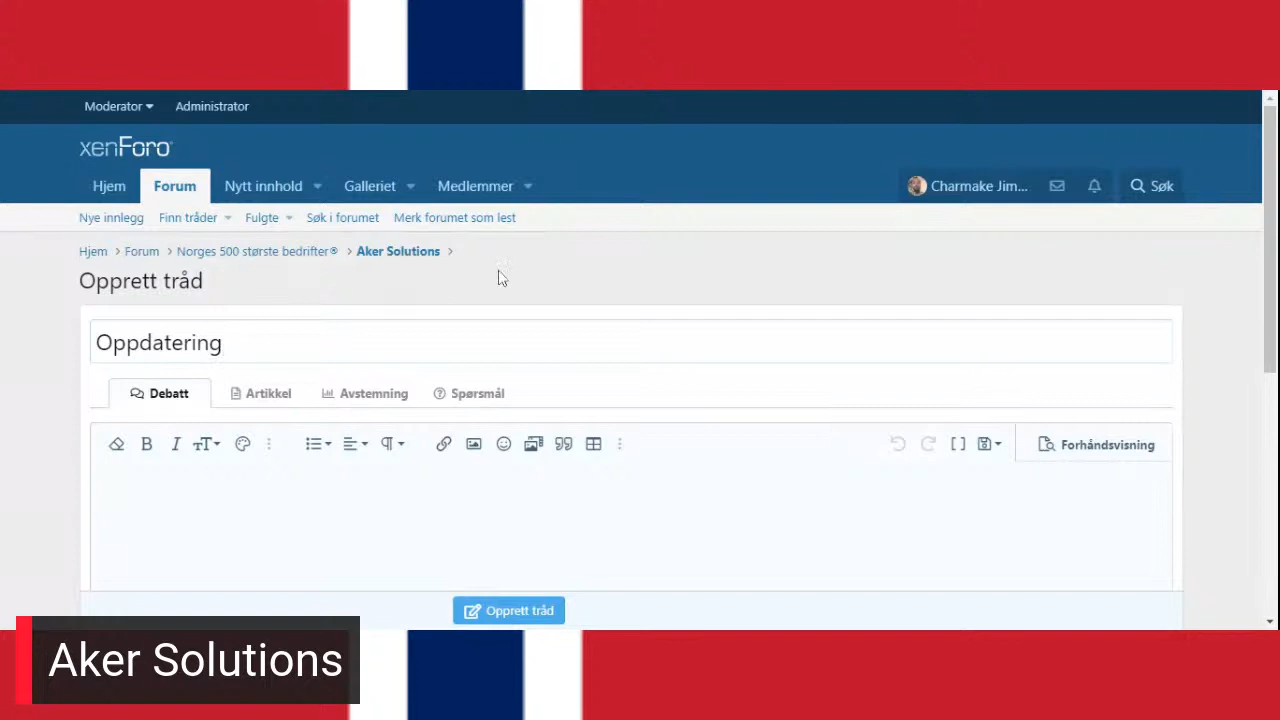 Moderator Administrator
xenForo
Hjem Forum Nytt innhold Galleriet Medlemmer Charmake Jim... Søk
Nye innlegg Finn tråder Fulgte Søk i forumet Merk forumet som lest
Hjem > Forum > Norges 500 største bedrifter® > Aker Solutions >
Opprett tråd
Oppdatering
Debatt Artikkel Avstemning Spørsmål
B I TT Forhåndsvisning
Opprett tråd
Aker Solutions